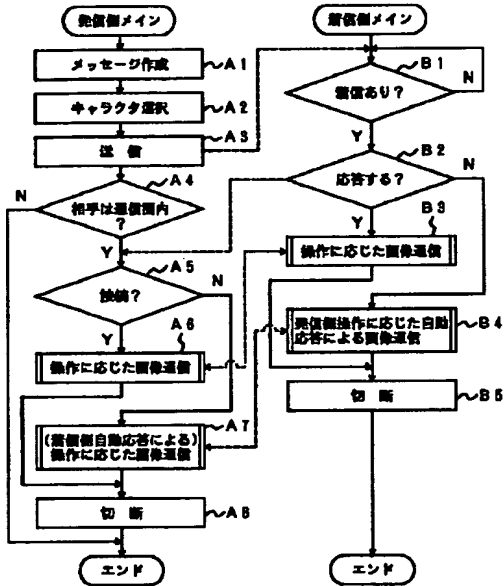 発信側メイン
メッセージ作成
A1
キャラクタ選択
A2
送信
A3
相手は通信圏内
?
A4
N
Y
接続?
A5
N
Y
操作に応じた画像通信
A6
(着信側自動応答による)
操作に応じた画像通信
A7
切断
A8
エンド
着信側メイン
着信あり?
B1
N
Y
応答する?
B2
N
Y
操作に応じた画像通信
B3
発信側操作に応じた自動
応答による画像通信
B4
切断
B5
エンド